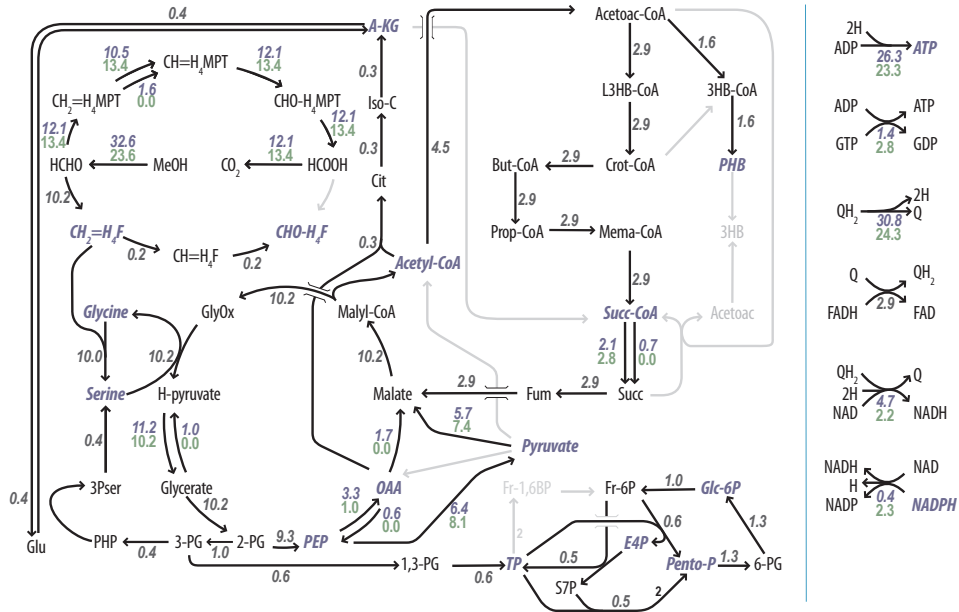 0.4
A-KG
Acetoac-CoA
2H
ADP
ATP
26.3
23.3
10.5
13.4
CH=H4MPT
12.1
13.4
1.6
0.0
2.9
1.6
CH2=H4MPT
CHO-H4MPT
0.3
Iso-C
L3HB-CoA
3HB-CoA
ADP
ATP
GTP
GDP
1.4
2.8
12.1
13.4
32.6
23.6
12.1
13.4
12.1
13.4
0.3
4.5
2.9
1.6
HCHO
MeOH
CO2
HCOOH
Cit
But-CoA
2.9
Crot-CoA
PHB
10.2
2.9
QH2
2H
Q
30.8
24.3
CH2=H4F
0.2
CH=H4F
0.2
CHO-H4F
0.3
Acetyl-CoA
Prop-CoA
2.9
Mema-CoA
3HB
2.9
Q
QH2
FADH
FAD
2.9
Glycine
GlyOx
10.2
Malyl-CoA
Succ-CoA
Acetoac
10.0
10.2
10.2
2.1
2.8
0.7
0.0
Serine
H-pyruvate
Malate
2.9
Fum
2.9
Succ
QH2
2H
NAD
Q
NADH
4.7
2.2
11.2
10.2
1.0
0.0
1.7
0.0
5.7
7.4
Pyruvate
0.4
3Pser
Glycerate
OAA
Fr-1,6BP
Fr-6P
1.0
Glc-6P
NADH
H
NADP
NAD
NADPH
0.4
2.3
0.4
10.2
3.3
1.0
0.6
0.0
6.4
8.1
2
0.6
1.3
Glu
PHP
0.4
3-PG
1.0
2-PG
9.3
PEP
E4P
0.6
1,3-PG
0.6
TP
0.5
Pento-P
1.3
6-PG
S7P
0.5
2